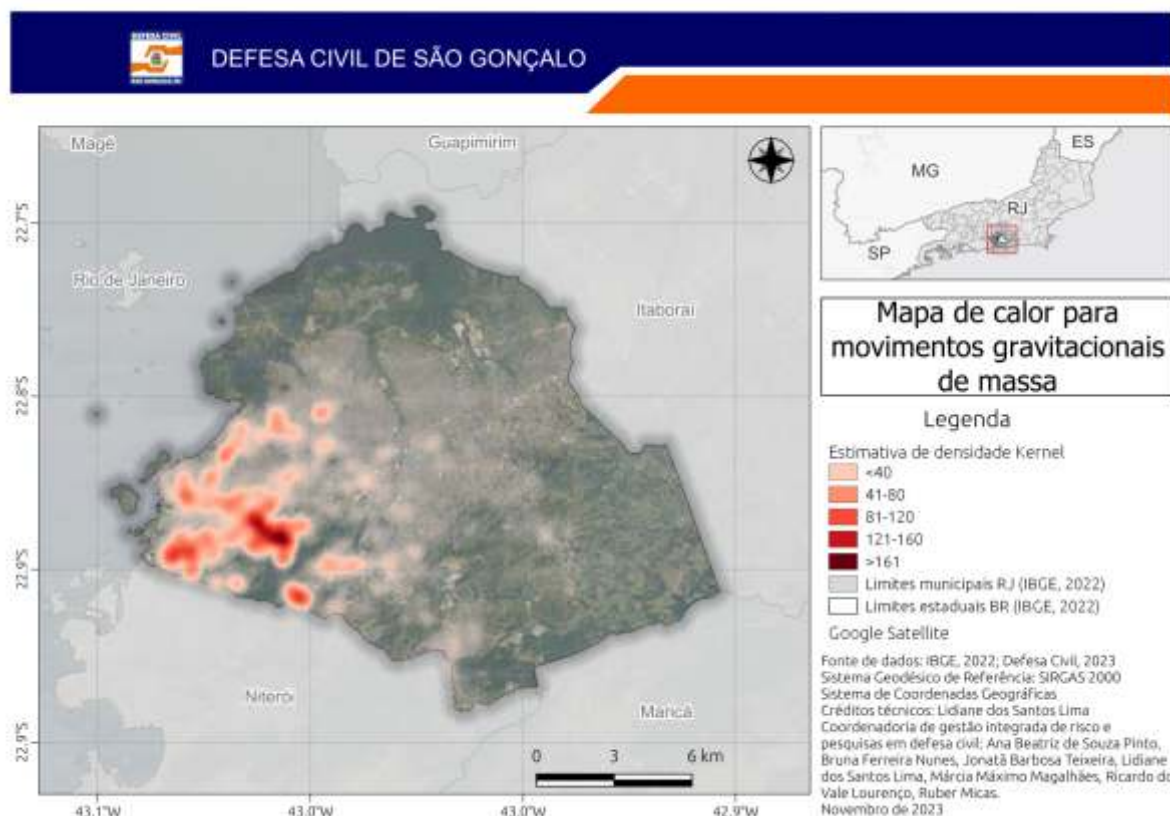 DEFESA CIVIL
DEFESA CIVIL DE SÃO GONÇALO
Magé
Guapimirim
Rio de Janeiro
Itaboraí
Niterói
Maricá
22.7°S
22.8°S
22.9°S
22.9°S
43.1°W
43.0°W
43.0°W
42.9°W
0 3 6 km
ES
MG
RJ
SP
Mapa de calor para
movimentos gravitacionais
de massa
Legenda
Estimativa de densidade Kernel
<40
41-80
81-120
121-160
>161
Limites municipais RJ (IBGE, 2022)
Limites estaduais BR (IBGE, 2022)
Google Satellite
Fonte de dados: IBGE, 2022; Defesa Civil, 2023
Sistema Geodésico de Referência: SIRGAS 2000
Sistema de Coordenadas Geográficas
Créditos técnicos: Lidiane dos Santos Lima
Coordenadoria de gestão integrada de risco e
pesquisas em defesa civil: Ana Beatriz de Souza Pinto,
Bruna Ferreira Nunes, Jonatã Barbosa Teixeira, Lidiane
dos Santos Lima, Márcia Máximo Magalhães, Ricardo do
Vale Lourenço, Ruber Micas.
Novembro de 2023